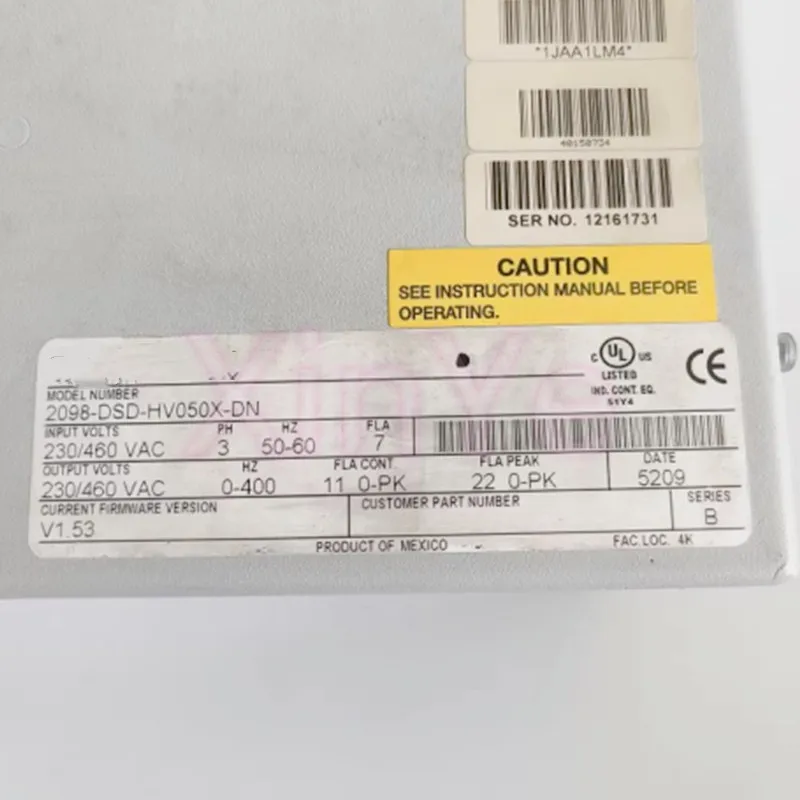 *1JAA1LM4*
40150734
SER NO. 12161731
CAUTION
SEE INSTRUCTION MANUAL BEFORE
OPERATING.
C UL US
LISTED
IND. CONT. EQ.
51Y4
CE
MODEL NUMBER
2098-DSD-HV050X-DN
INPUT VOLTS PH HZ FLA
230/460 VAC 3 50-60 7
OUTPUT VOLTS HZ FLA CONT. FLA PEAK DATE
230/460 VAC 0-400 11 0-PK 22 0-PK 5209
CURRENT FIRMWARE VERSION CUSTOMER PART NUMBER SERIES
V1.53 B
PRODUCT OF MEXICO FAC. LOC. 4K